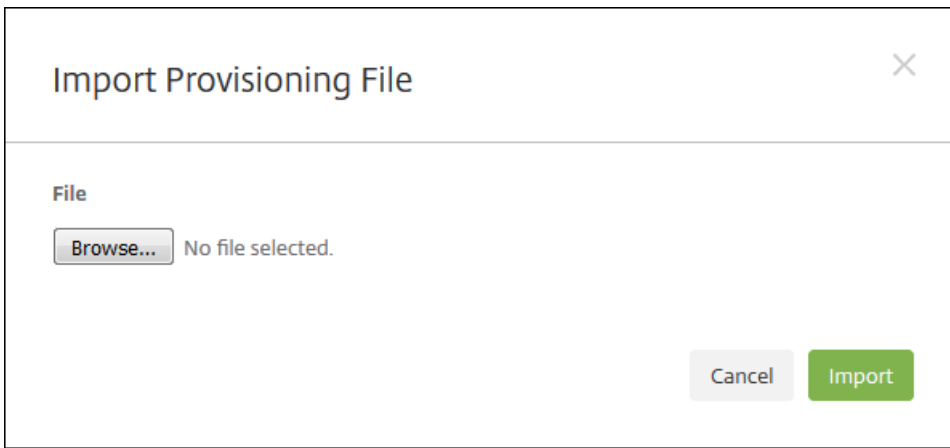 Import Provisioning File
File
Browse... No file selected.
Cancel Import